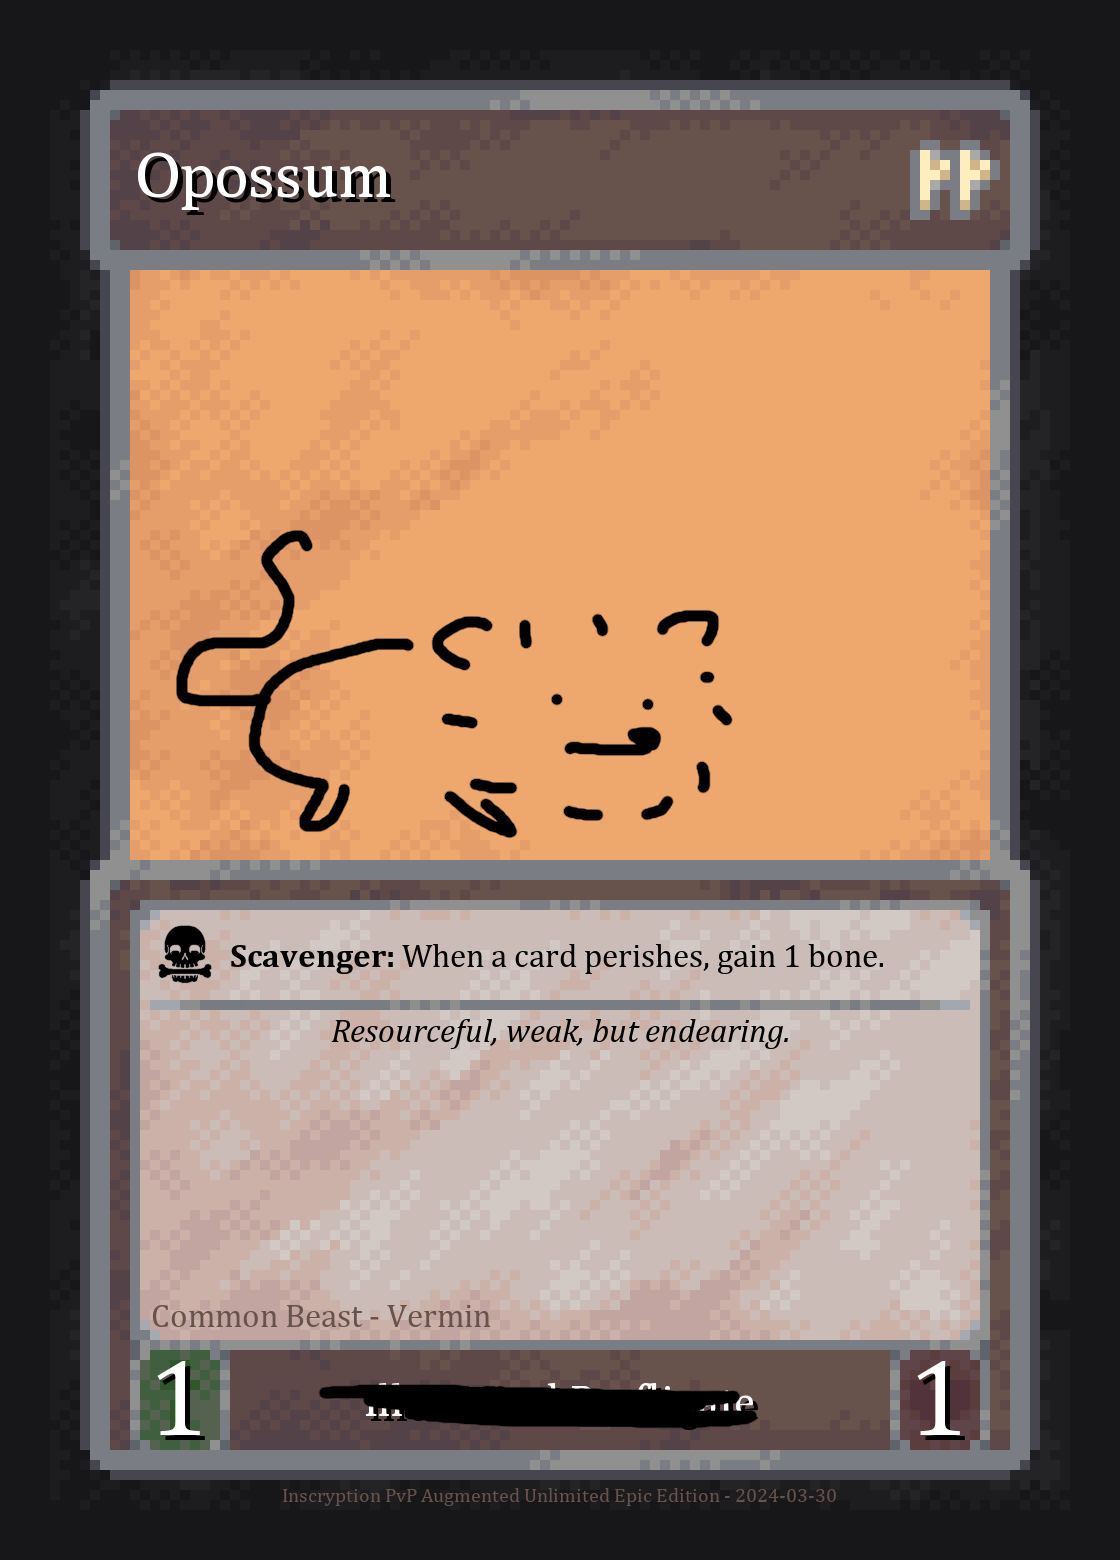 Opossum
Scavenger: When a card perishes, gain 1 bone.
Resourceful, weak, but endearing.
Common Beast - Vermin
1
1
Inscryption PvP Augmented Unlimited Epic Edition - 2024-03-30